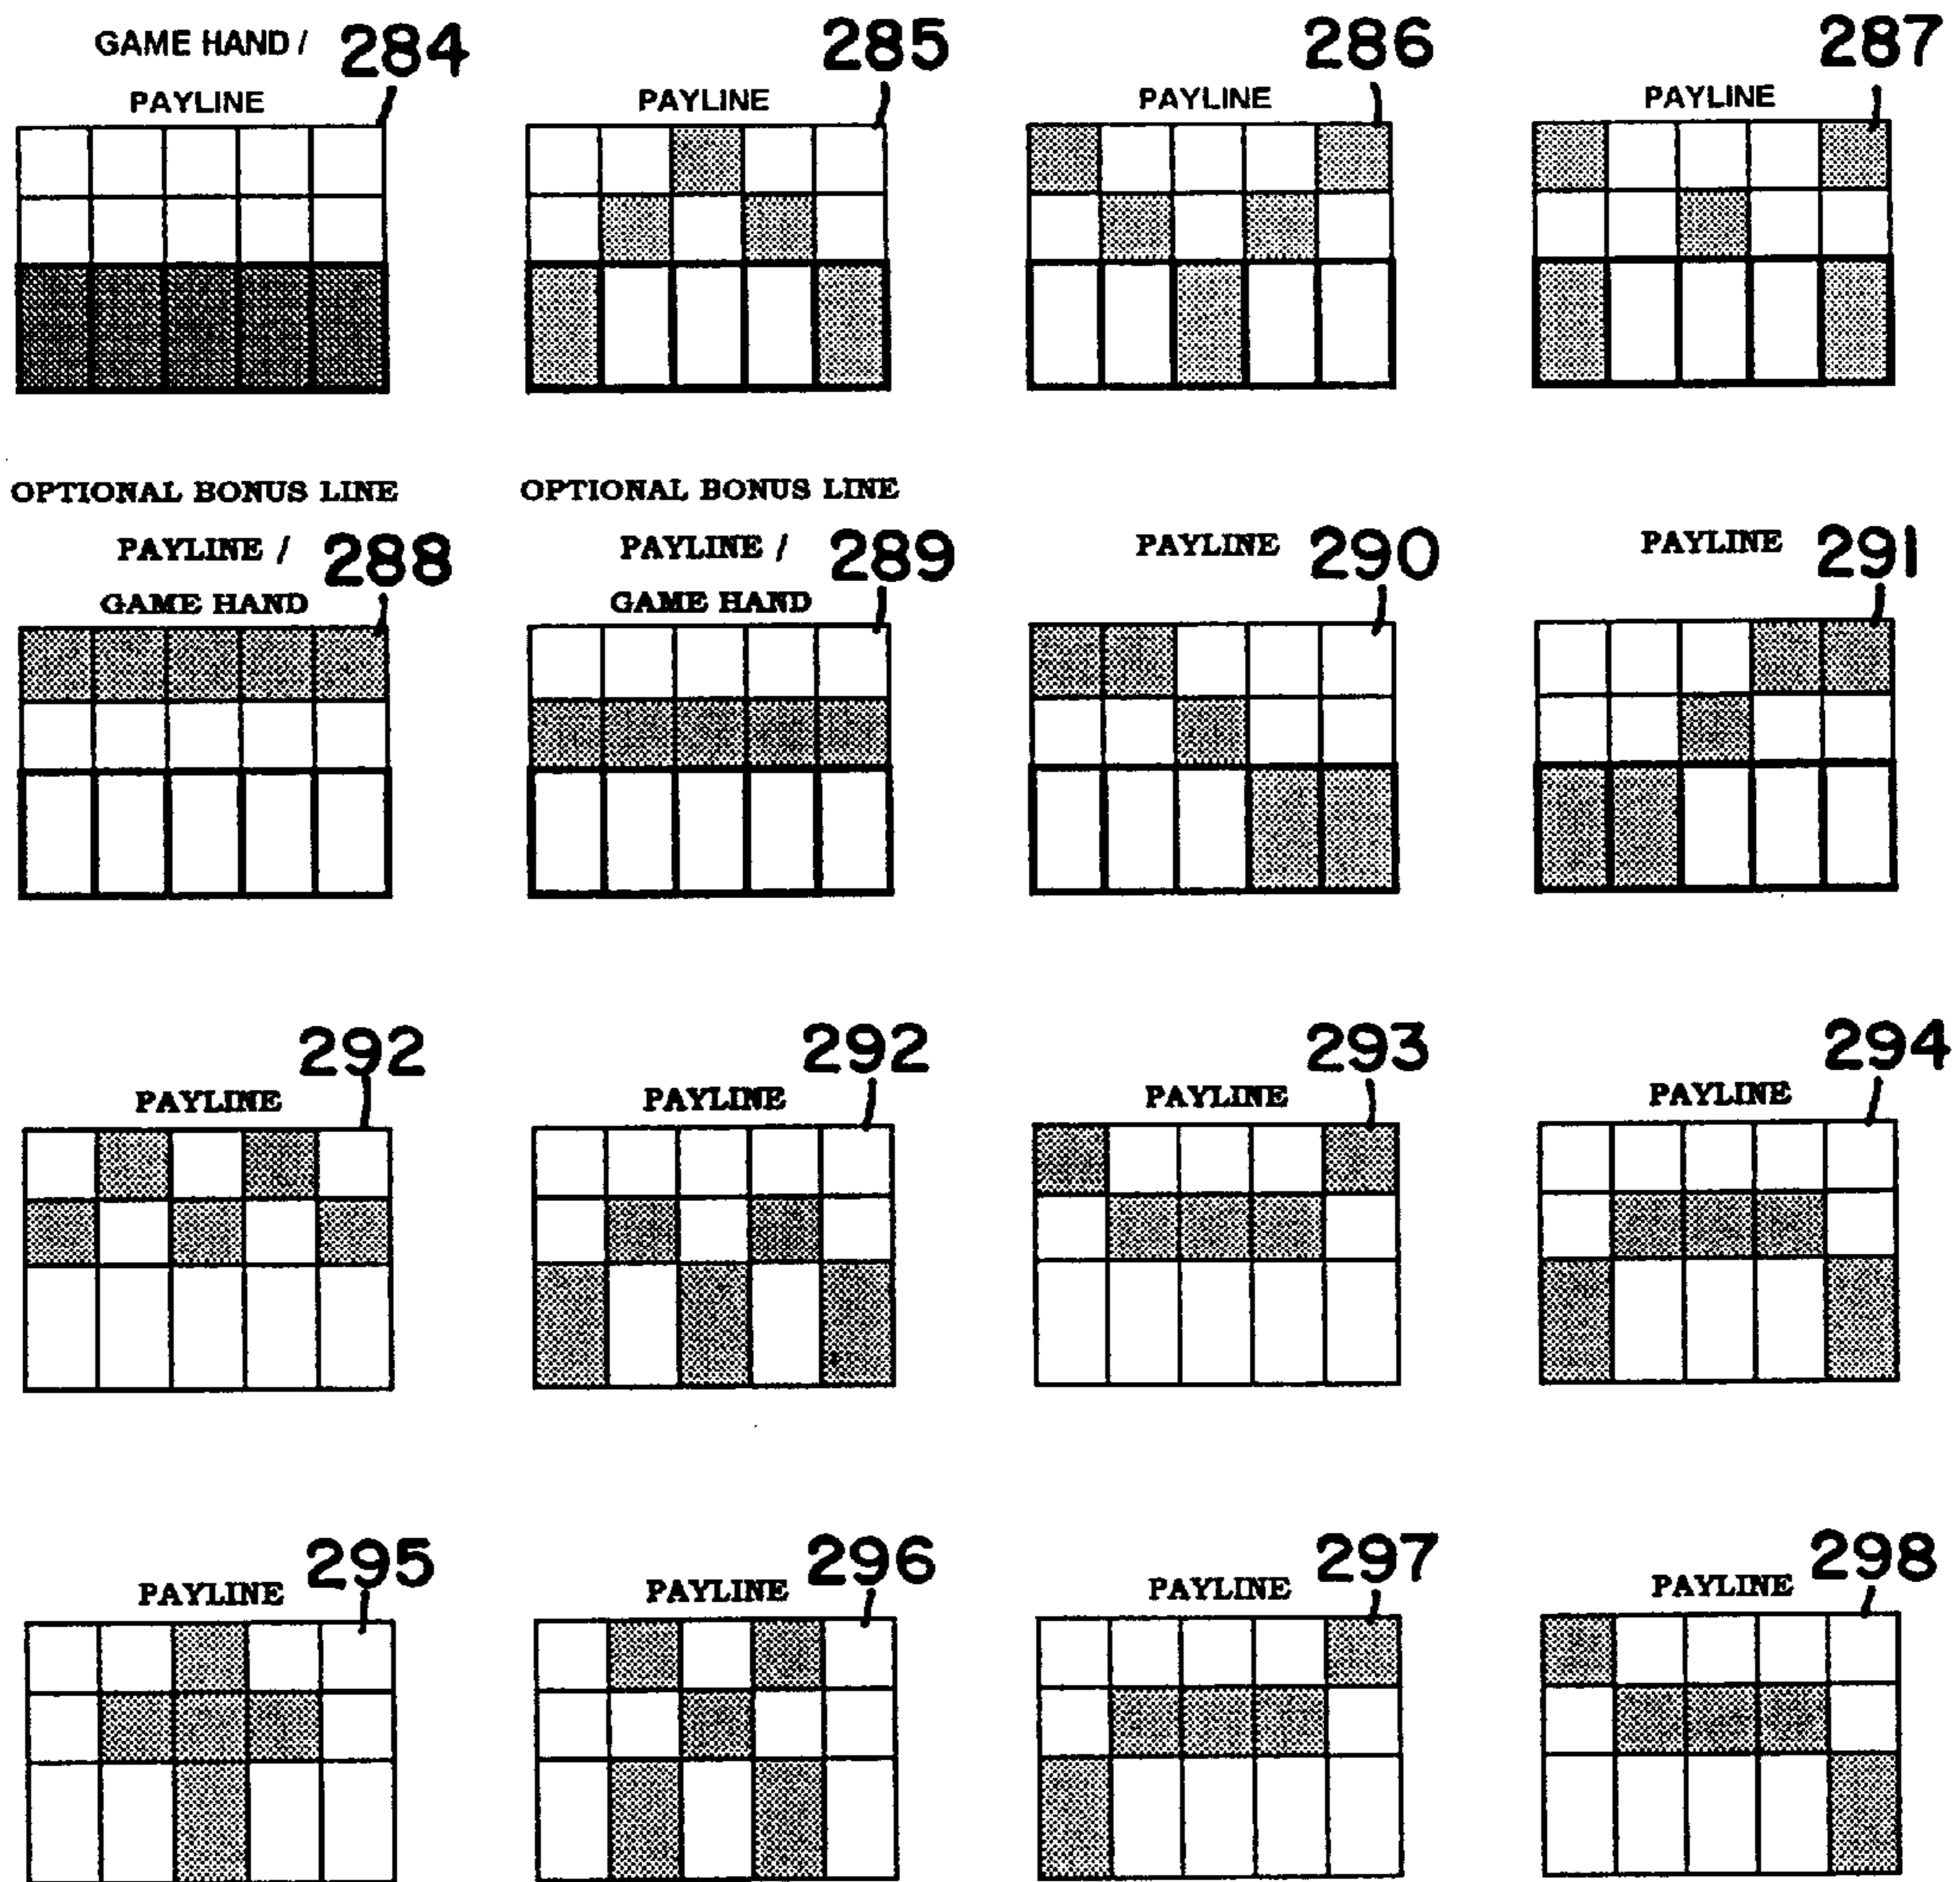 GAME HAND / 284
PAYLINE
285
PAYLINE
286
PAYLINE
287
PAYLINE
OPTIONAL BONUS LINE
PAYLINE / 288
GAME HAND
OPTIONAL BONUS LINE
PAYLINE / 289
GAME HAND
PAYLINE 290
PAYLINE 291
292
PAYLINE
292
PAYLINE
293
PAYLINE
294
PAYLINE
PAYLINE 295
PAYLINE 296
PAYLINE 297
PAYLINE 298